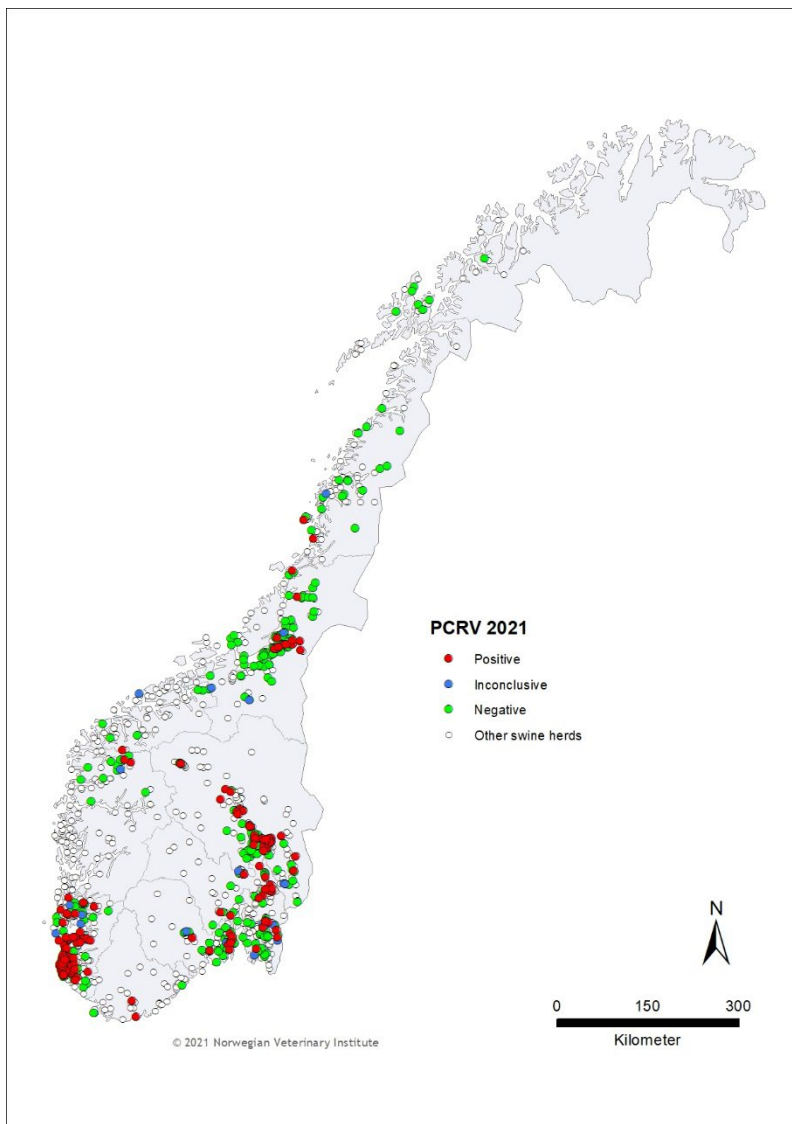 PCRV 2021
Positive
Inconclusive
Negative
Other swine herds
N
0 150 300
Kilometer
© 2021 Norwegian Veterinary Institute